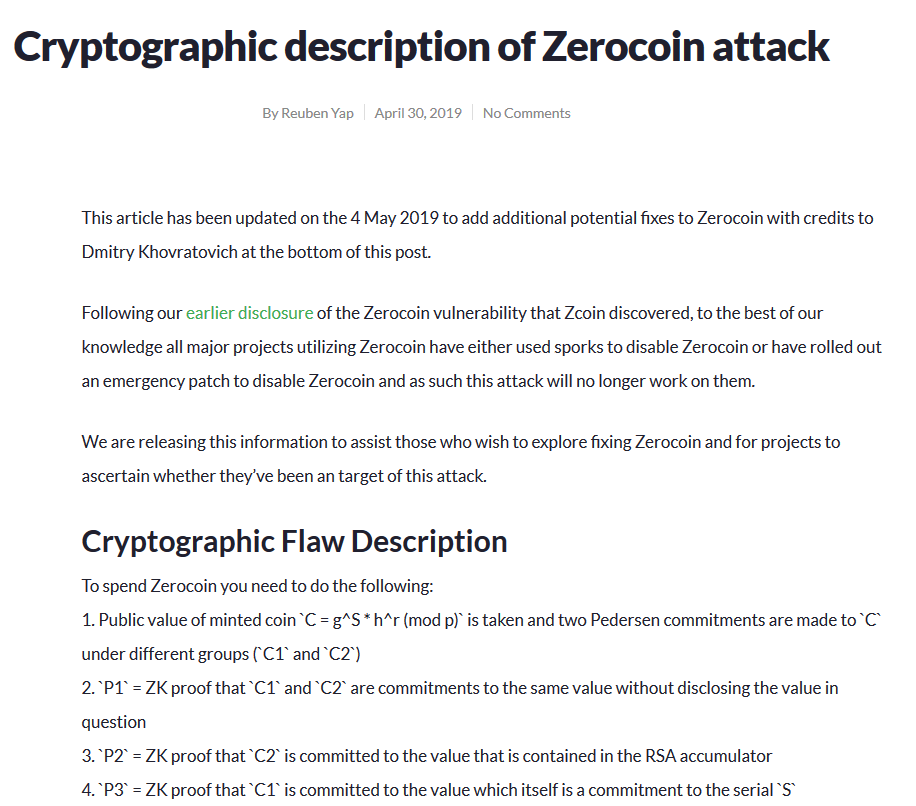 Cryptographic description of Zerocoin attack
By Reuben Yap April 30, 2019 No Comments
This article has been updated on the 4 May 2019 to add additional potential fixes to Zerocoin with credits to
Dmitry Khovratovich at the bottom of this post.
Following our earlier disclosure of the Zerocoin vulnerability that Zcoin discovered, to the best of our
knowledge all major projects utilizing Zerocoin have either used sporks to disable Zerocoin or have rolled out
an emergency patch to disable Zerocoin and as such this attack will no longer work on them.
We are releasing this information to assist those who wish to explore fixing Zerocoin and for projects to
ascertain whether they've been an target of this attack.
Cryptographic Flaw Description
To spend Zerocoin you need to do the following:
1. Public value of minted coin `C = g^S * h^r (mod p)` is taken and two Pedersen commitments are made to `C`
under different groups (`C1` and `C2`)
2. `P1` = ZK proof that `C1` and `C2` are commitments to the same value without disclosing the value in
question
3. `P2` = ZK proof that `C2` is committed to the value that is contained in the RSA accumulator
4. `P3` = ZK proof that `C1` is committed to the value which itself is a commitment to the serial `S`